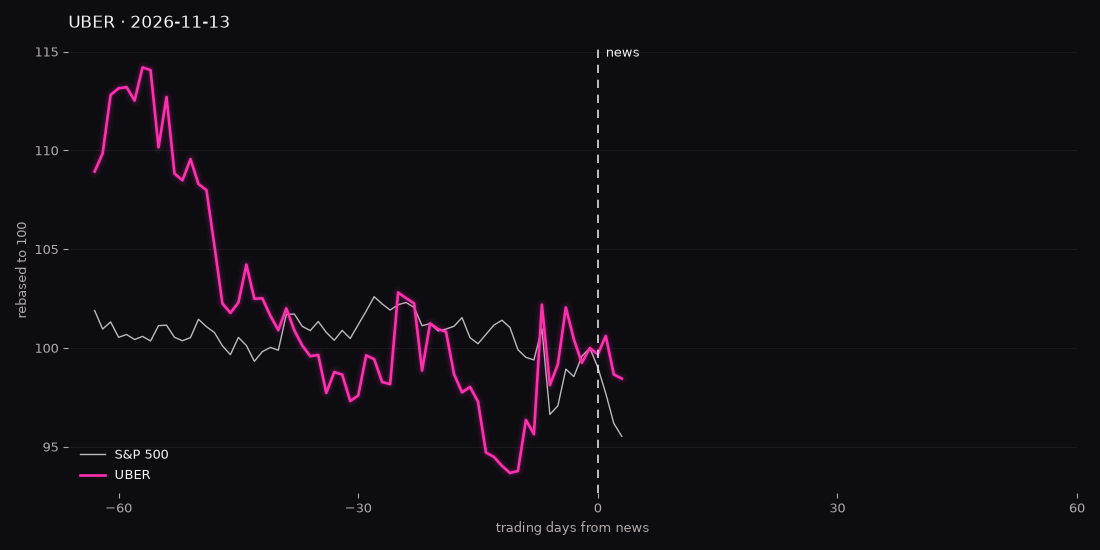 UBER · 2026-11-13
news
115
110
105
100
95
rebased to 100
S&P 500
UBER
−60
−30
0
30
60
trading days from news